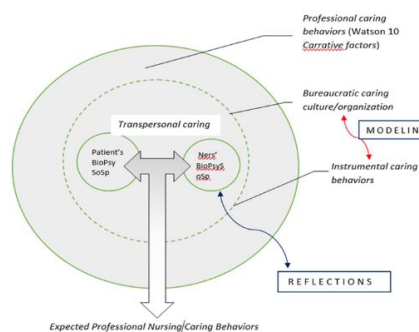 Professional caring
behaviors (Watson 10
Carrative factors)
Bureaucratic caring
culture/organization
Transpersonal caring
MODELIN
Patient's
BioPsy
SoSp
Ners'
BioPsyS
oSp
Instrumental caring
behaviors
REFLECTIONS
Expected Professional Nursing/Caring Behaviors